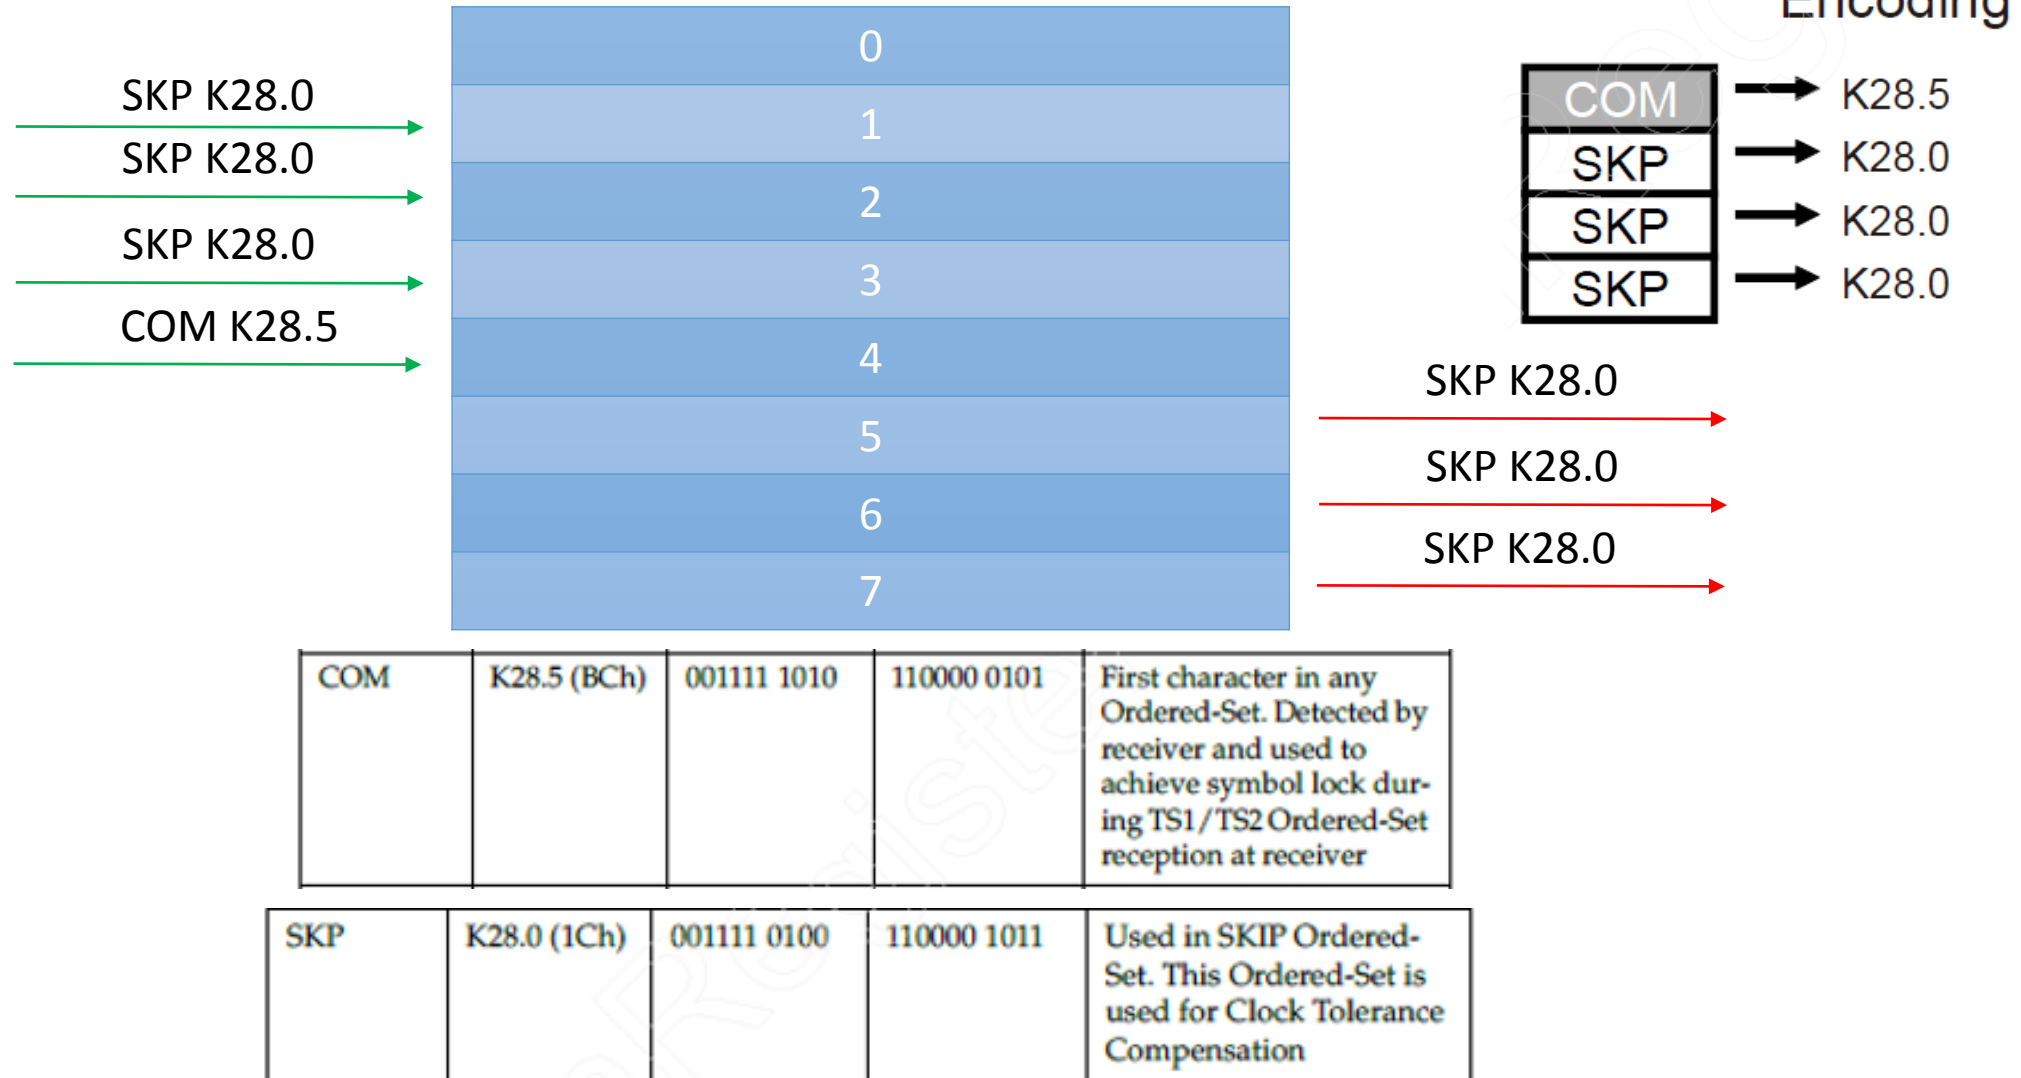 Encoding
SKP K28.0
SKP K28.0
SKP K28.0
COM K28.5
0
1
2
3
4
5
6
7
COM K28.5
SKP K28.0
SKP K28.0
SKP K28.0
SKP K28.0
SKP K28.0
SKP K28.0
COM K28.5 (BCh) 001111 1010 110000 0101 First character in any
Ordered-Set. Detected by
receiver and used to
achieve symbol lock dur-
ing TS1/TS2 Ordered-Set
reception at receiver
SKP K28.0 (1Ch) 001111 0100 110000 1011 Used in SKIP Ordered-
Set. This Ordered-Set is
used for Clock Tolerance
Compensation